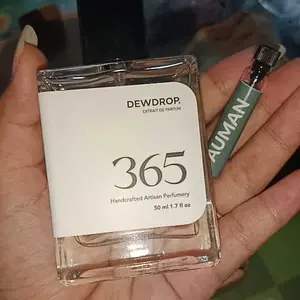 DEWDROP.
EXTRAIT DE PARFUM
365
Handcrafted Artisan Perfumery
50 ml 1.7 fl oz
AUMAN